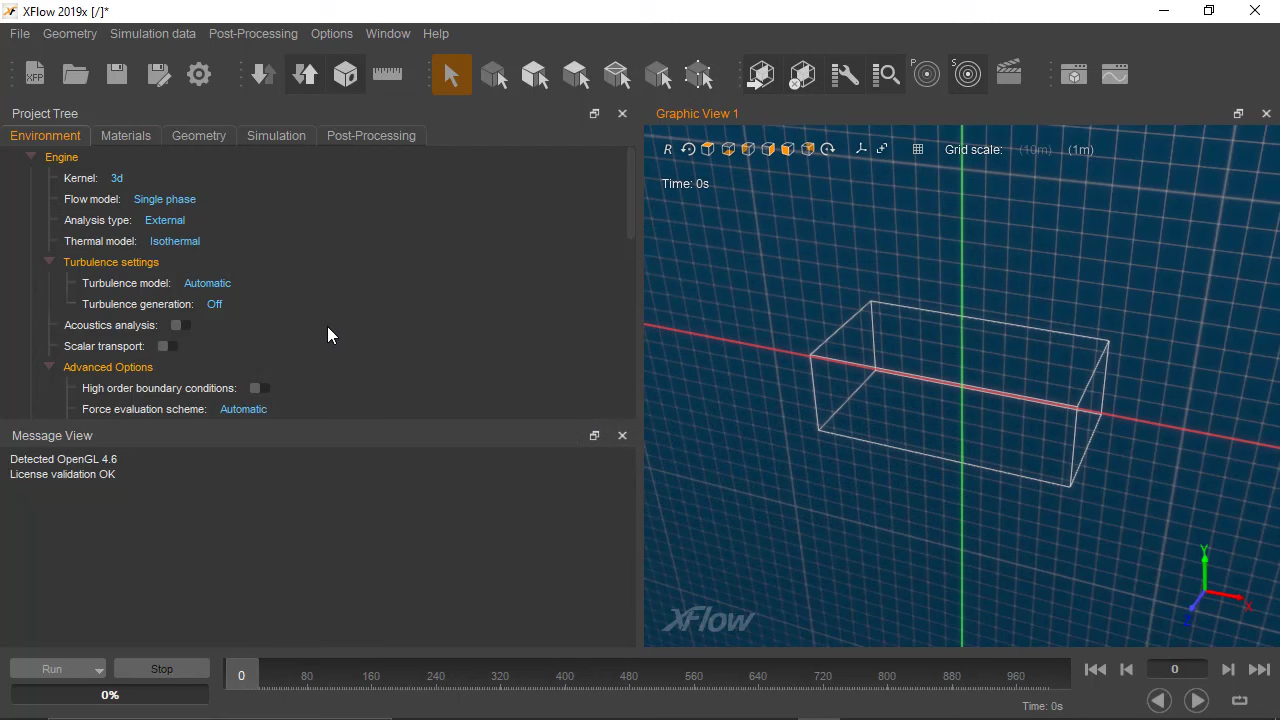 XFlow 2019x [/]*
File Geometry Simulation data Post-Processing Options Window Help
XFP
P S
Project Tree
Environment Materials Geometry Simulation Post-Processing
Engine
Kernel: 3d
Flow model: Single phase
Analysis type: External
Thermal model: Isothermal
Turbulence settings
Turbulence model: Automatic
Turbulence generation: Off
Acoustics analysis:
Scalar transport:
Advanced Options
High order boundary conditions:
Force evaluation scheme: Automatic
Message View
Detected OpenGL 4.6
License validation OK
Graphic View 1
R Grid scale: (10m) (1m)
Time: 0s
Y
X
Z
XFlow
Run Stop
0%
0 80 160 240 320 400 480 560 640 720 800 880 960
Time: 0s
0